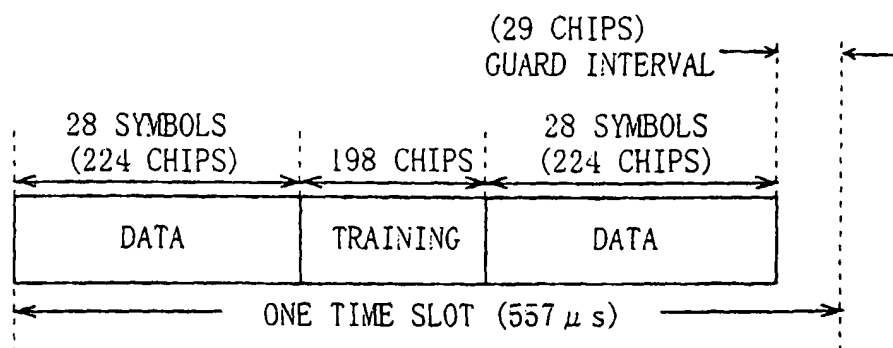 (29 CHIPS)
GUARD INTERVAL
28 SYMBOLS
(224 CHIPS)
198 CHIPS
28 SYMBOLS
(224 CHIPS)
DATA
TRAINING
DATA
ONE TIME SLOT (557 μs)